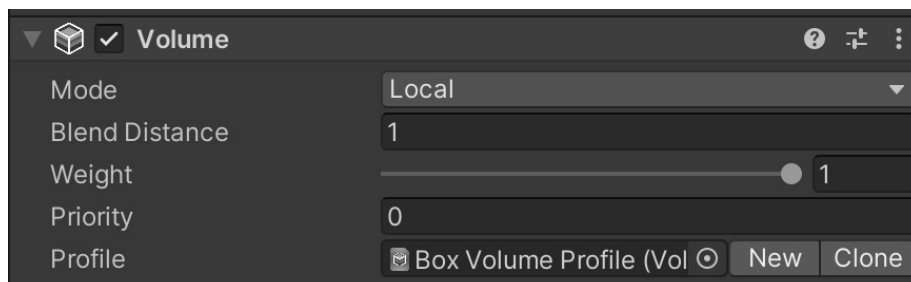 Volume
Mode Local
Blend Distance 1
Weight 1
Priority 0
Profile Box Volume Profile (Vol New Clone